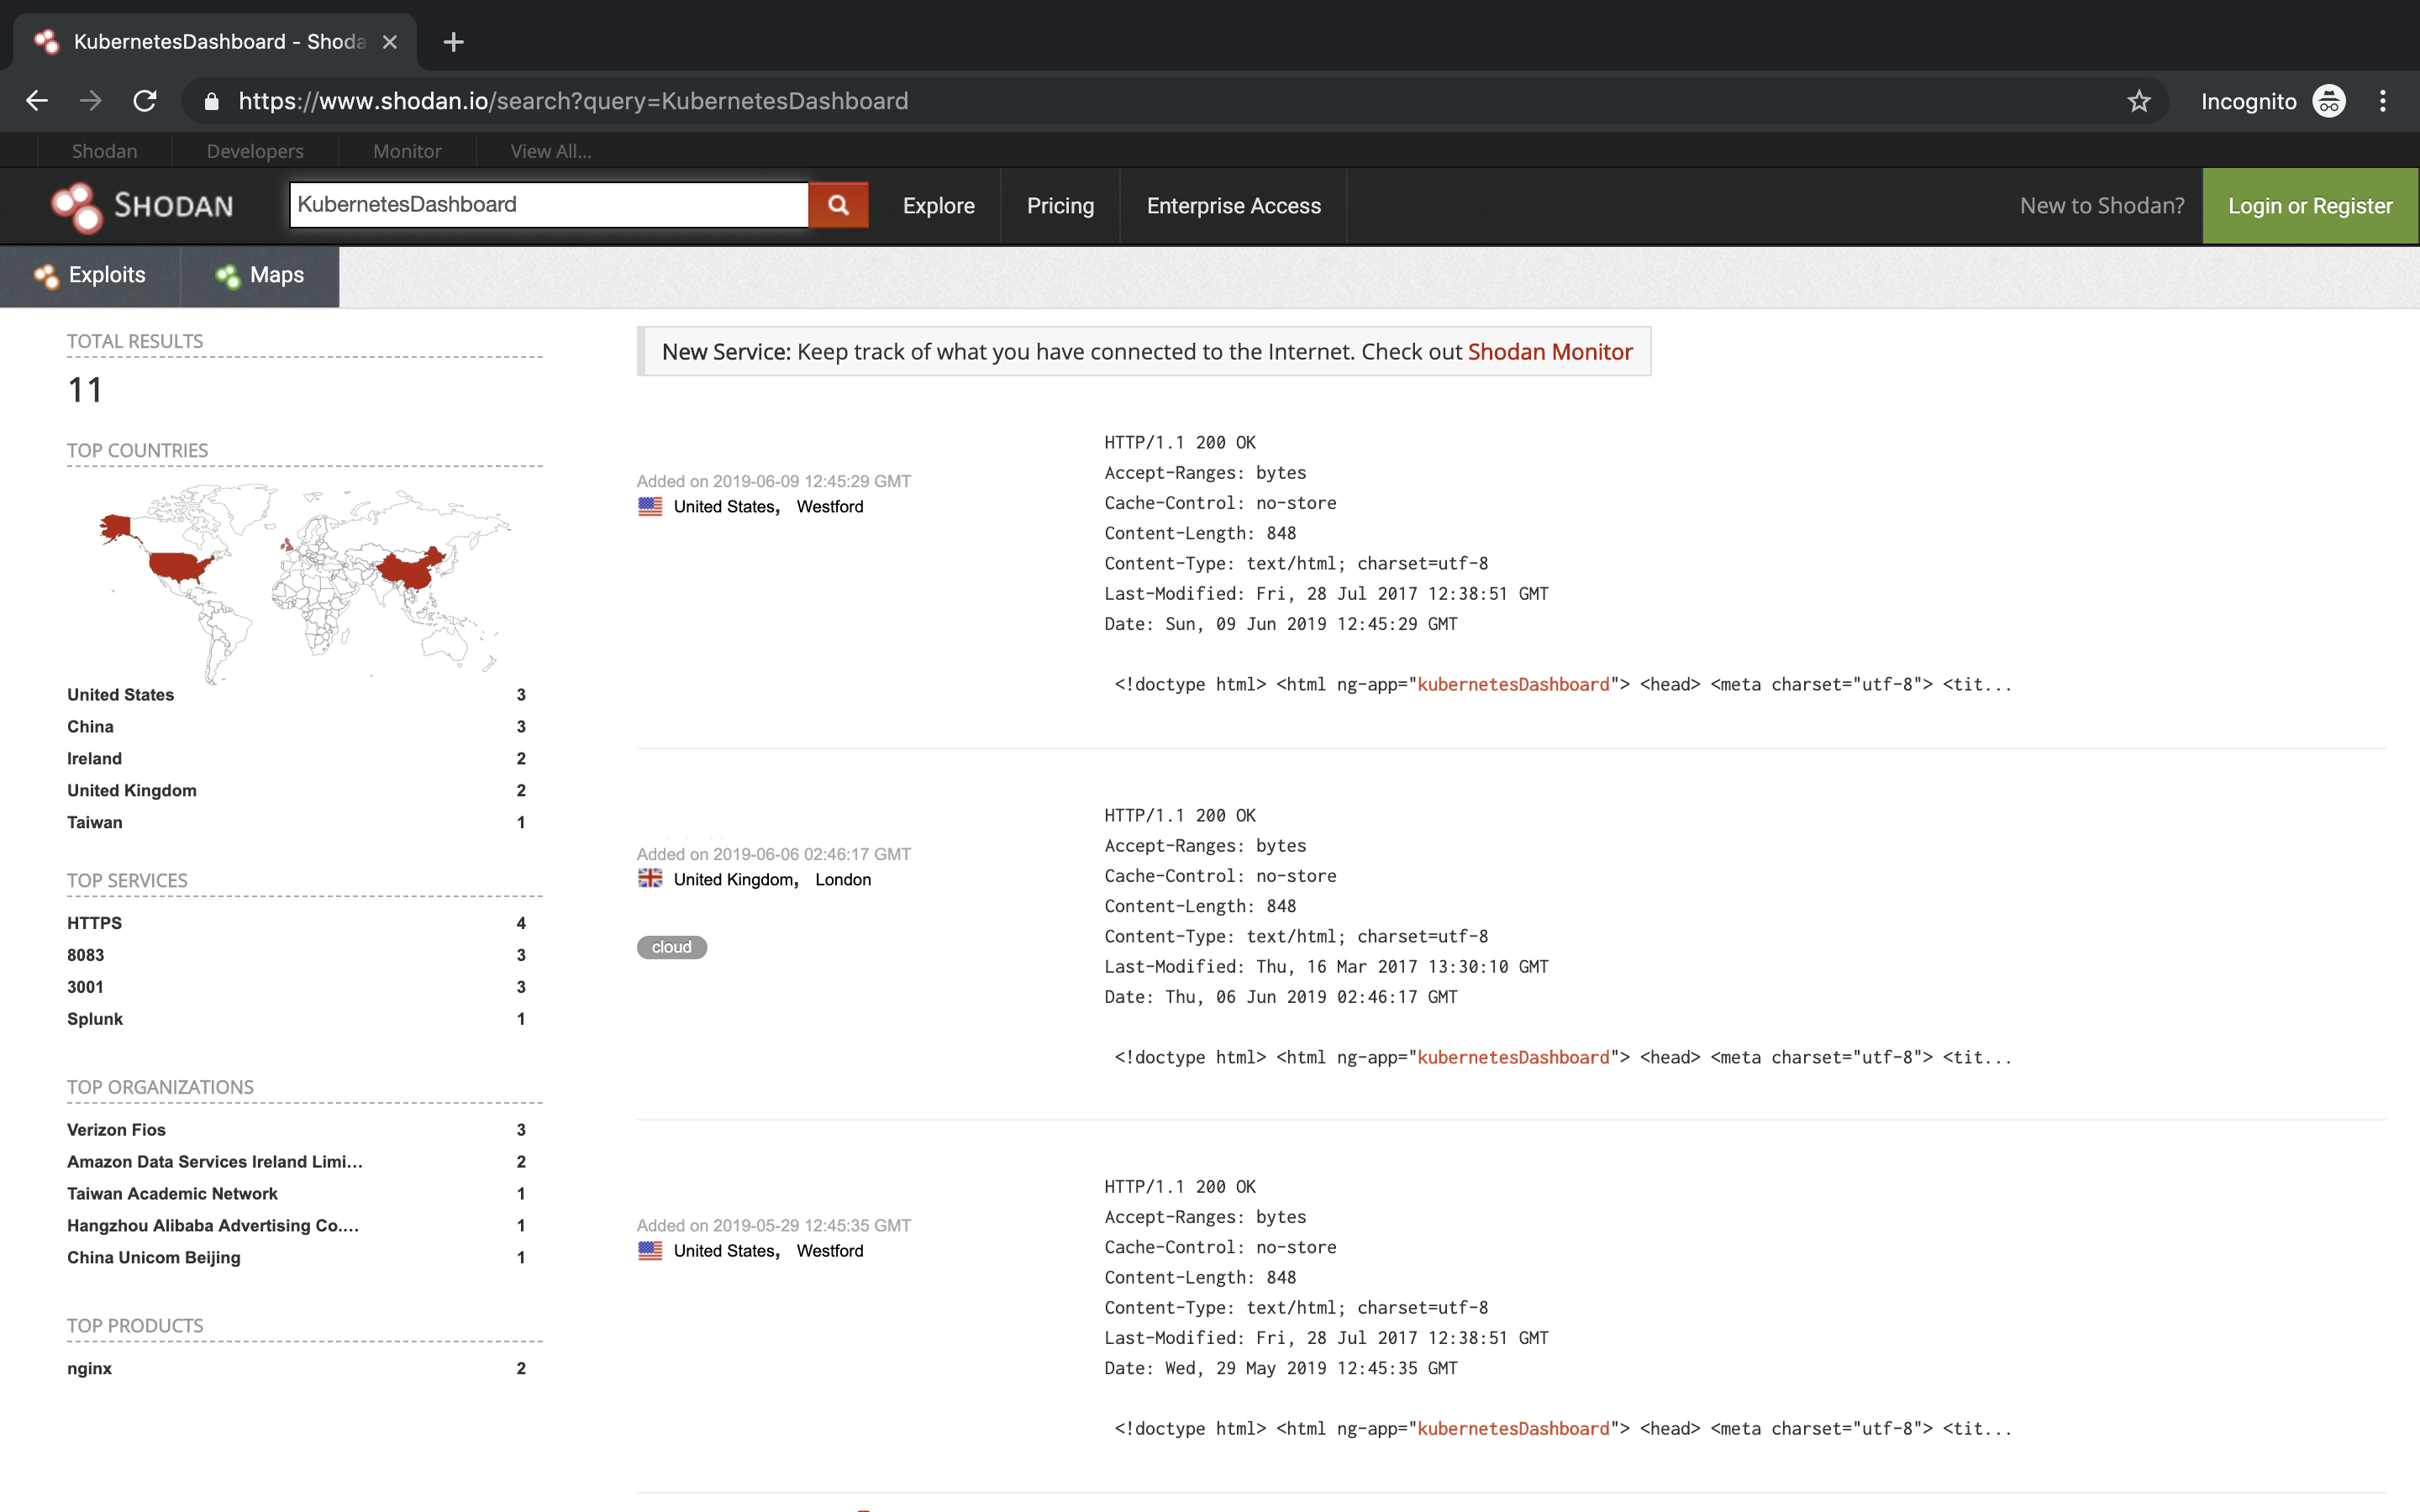 KubernetesDashboard - Shoda
https://www.shodan.io/search?query=KubernetesDashboard
Incognito
Shodan
Developers
Monitor
View All...
SHODAN
KubernetesDashboard
Explore
Pricing
Enterprise Access
New to Shodan?
Login or Register
Exploits
Maps
TOTAL RESULTS
11
TOP COUNTRIES
United States 3
China 3
Ireland 2
United Kingdom 2
Taiwan 1
TOP SERVICES
HTTPS 4
8083 3
3001 3
Splunk 1
TOP ORGANIZATIONS
Verizon Fios 3
Amazon Data Services Ireland Limi... 2
Taiwan Academic Network 1
Hangzhou Alibaba Advertising Co.... 1
China Unicom Beijing 1
TOP PRODUCTS
nginx 2
New Service: Keep track of what you have connected to the Internet. Check out Shodan Monitor
Added on 2019-06-09 12:45:29 GMT
United States, Westford
HTTP/1.1 200 OK
Accept-Ranges: bytes
Cache-Control: no-store
Content-Length: 848
Content-Type: text/html; charset=utf-8
Last-Modified: Fri, 28 Jul 2017 12:38:51 GMT
Date: Sun, 09 Jun 2019 12:45:29 GMT
<!doctype html> <html ng-app="kubernetesDashboard"> <head> <meta charset="utf-8"> <tit...
Added on 2019-06-06 02:46:17 GMT
United Kingdom, London
cloud
HTTP/1.1 200 OK
Accept-Ranges: bytes
Cache-Control: no-store
Content-Length: 848
Content-Type: text/html; charset=utf-8
Last-Modified: Thu, 16 Mar 2017 13:30:10 GMT
Date: Thu, 06 Jun 2019 02:46:17 GMT
<!doctype html> <html ng-app="kubernetesDashboard"> <head> <meta charset="utf-8"> <tit...
Added on 2019-05-29 12:45:35 GMT
United States, Westford
HTTP/1.1 200 OK
Accept-Ranges: bytes
Cache-Control: no-store
Content-Length: 848
Content-Type: text/html; charset=utf-8
Last-Modified: Fri, 28 Jul 2017 12:38:51 GMT
Date: Wed, 29 May 2019 12:45:35 GMT
<!doctype html> <html ng-app="kubernetesDashboard"> <head> <meta charset="utf-8"> <tit...